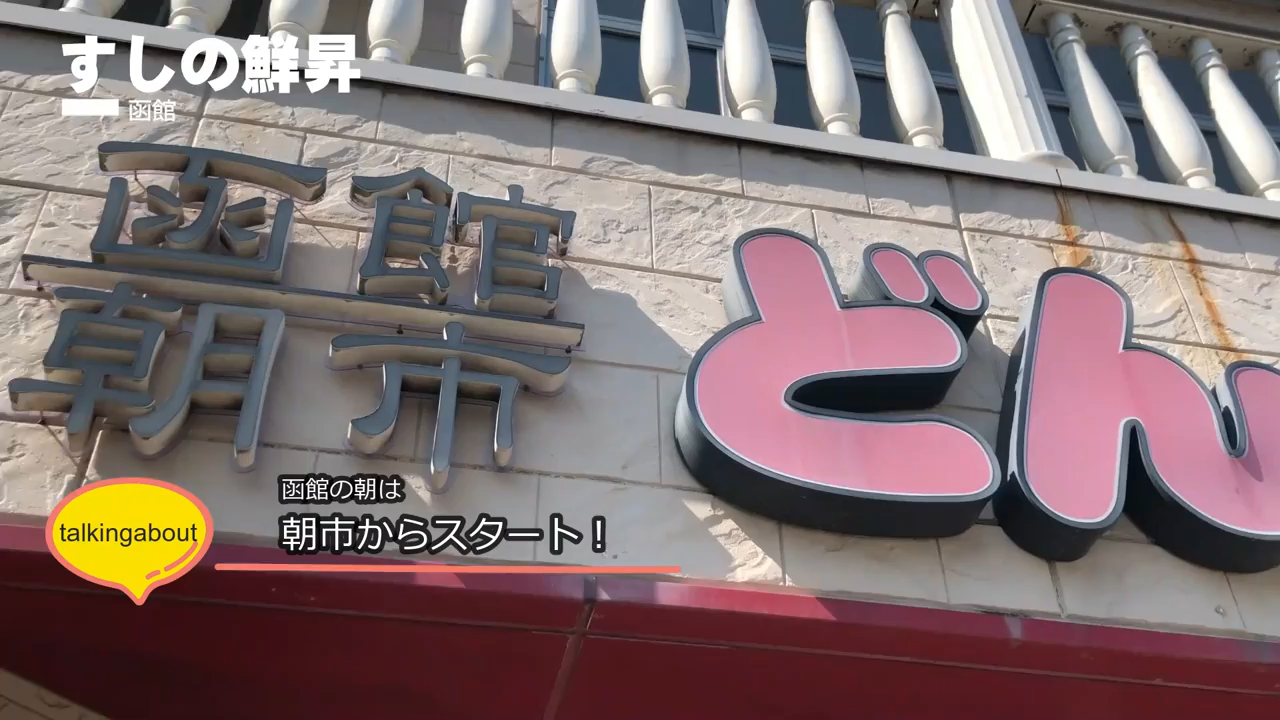 すしの鮮昇
函館
函館
朝市
どん
talkingabout
函館の朝は
朝市からスタート！